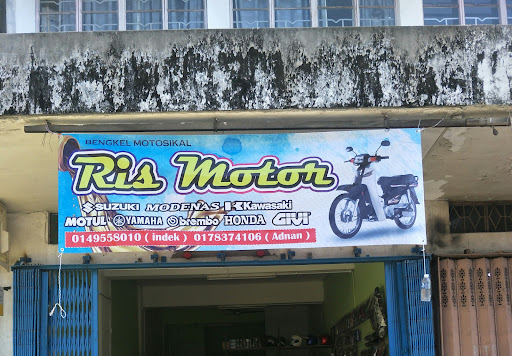 BENGKEL MOTOSIKAL
Ris Motor
SUZUKI MODENAS Kawasaki
MOTUL YAMAHA brembo HONDA GIVI
0149558010 ( indek ) 0178374106 ( Adnan )